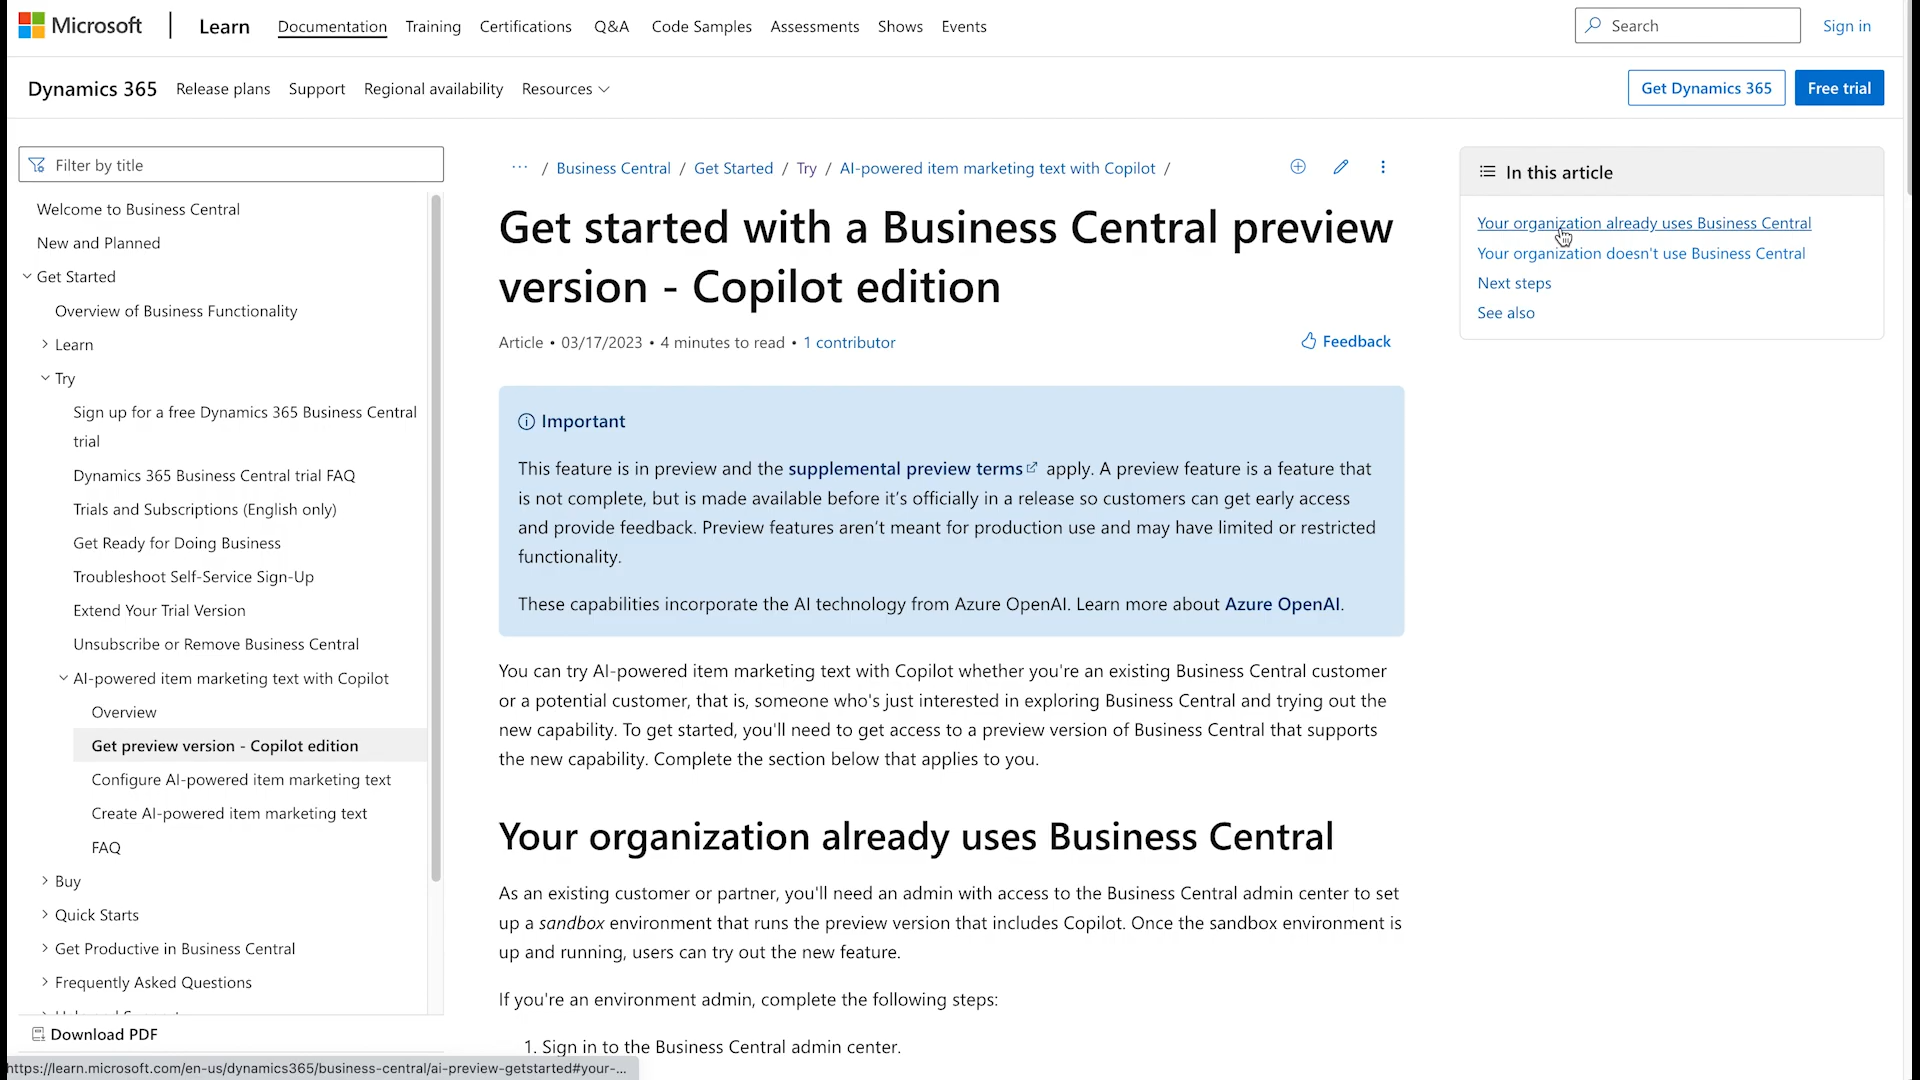 Microsoft
Learn
Documentation
Training
Certifications
Q&A
Code Samples
Assessments
Shows
Events
Search
Sign in
Dynamics 365
Release plans
Support
Regional availability
Resources
Get Dynamics 365
Free trial
Filter by title
Welcome to Business Central
New and Planned
Get Started
Overview of Business Functionality
Learn
Try
Sign up for a free Dynamics 365 Business Central
trial
Dynamics 365 Business Central trial FAQ
Trials and Subscriptions (English only)
Get Ready for Doing Business
Troubleshoot Self-Service Sign-Up
Extend Your Trial Version
Unsubscribe or Remove Business Central
AI-powered item marketing text with Copilot
Overview
Get preview version - Copilot edition
Configure AI-powered item marketing text
Create AI-powered item marketing text
FAQ
Buy
Quick Starts
Get Productive in Business Central
Frequently Asked Questions
Download PDF
https://learn.microsoft.com/en-us/dynamics365/business-central/ai-preview-getstarted#your-...
... / Business Central / Get Started / Try / AI-powered item marketing text with Copilot /
Get started with a Business Central preview
version - Copilot edition
Article • 03/17/2023 • 4 minutes to read • 1 contributor
Feedback
Important
This feature is in preview and the supplemental preview terms apply. A preview feature is a feature that
is not complete, but is made available before it’s officially in a release so customers can get early access
and provide feedback. Preview features aren’t meant for production use and may have limited or restricted
functionality.
These capabilities incorporate the AI technology from Azure OpenAI. Learn more about Azure OpenAI.
You can try AI-powered item marketing text with Copilot whether you're an existing Business Central customer
or a potential customer, that is, someone who's just interested in exploring Business Central and trying out the
new capability. To get started, you'll need to get access to a preview version of Business Central that supports
the new capability. Complete the section below that applies to you.
Your organization already uses Business Central
As an existing customer or partner, you'll need an admin with access to the Business Central admin center to set
up a sandbox environment that runs the preview version that includes Copilot. Once the sandbox environment is
up and running, users can try out the new feature.
If you're an environment admin, complete the following steps:
1. Sign in to the Business Central admin center.
In this article
Your organization already uses Business Central
Your organization doesn't use Business Central
Next steps
See also